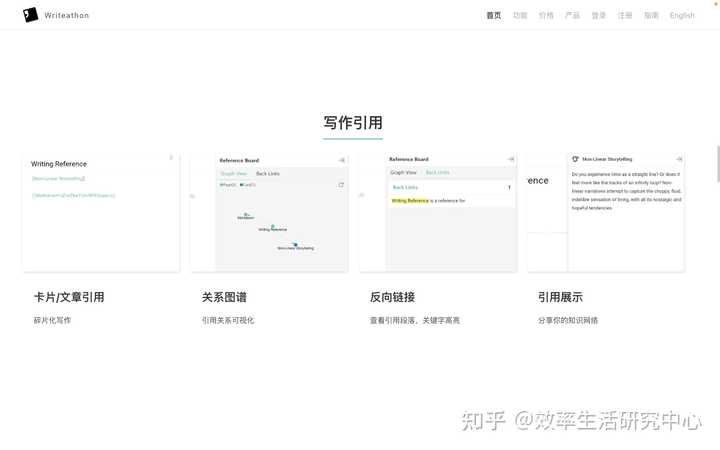 Writeathon
首页 功能 价格 产品 登录 注册 指南 English
写作引用
Writing Reference
[Non-Linear Storytelling]
Reference Board
Graph View Back Links
Writing Reference
Non-Linear Storytelling
Reference Board
Graph View Back Links
Back Links 1
Writing Reference is a reference for
rence
Non-Linear Storytelling
Do you experience time as a straight line? Or does it
feel more like the tracks of an infinity loop? Non-
linear narratives attempt to capture the choppy, fluid,
indelible sensation of living, with all its nostalgic and
hopeful tendencies.
卡片/文章引用
碎片化写作
关系图谱
引用关系可视化
反向链接
查看引用段落，关键字高亮
引用展示
分享你的知识网络
知乎 @效率生活研究中心